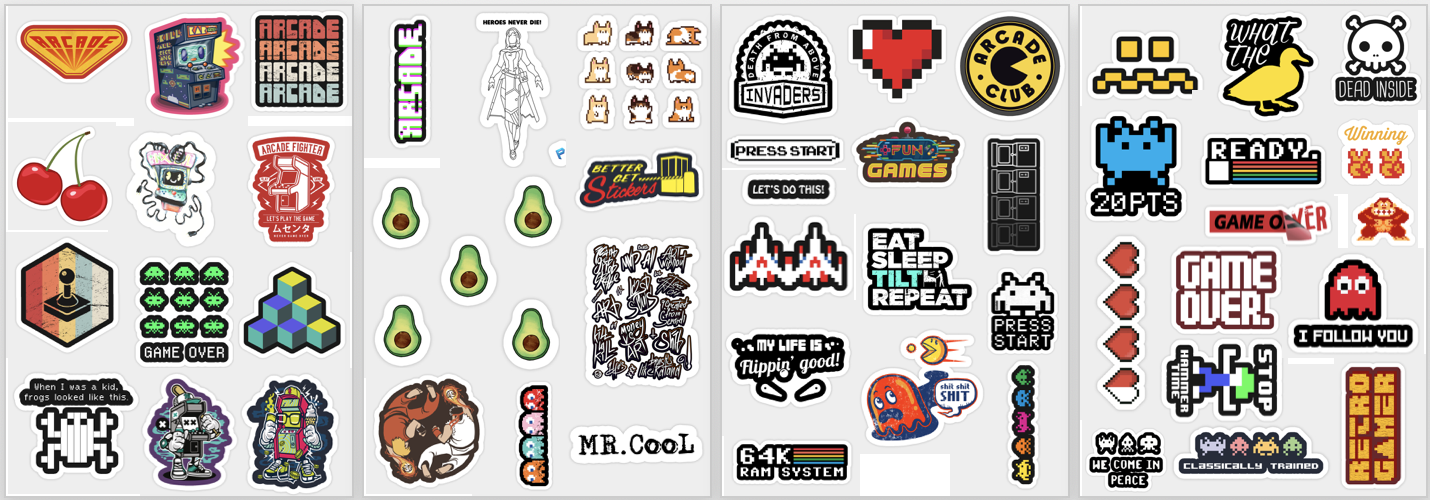 ARCADE
KILL
ARCADE
ARCADE
ARCADE
ARCADE
ARCADE
ARCADE FIGHTER
LET'S PLAY THE GAME
ムセンタ
GAME OVER
When I was a kid,
frogs looked like this.
ARCADE
HEROES NEVER DIE!
P
BETTER
GET
Stickers
MR.COOL
DEATH FROM ABOVE
INVADERS
ARCADE
CLUB
PRESS START
FUN
GAMES
LET'S DO THIS!
EAT
SLEEP
TILT
REPEAT
PRESS
START
MY LIFE IS
Flippin' good!
shit shit
SHIT
64K
RAM SYSTEM
WHAT
THE
DEAD INSIDE
20PTS
READY.
Winning
GAME OVER
GAME
OVER.
I FOLLOW YOU
STOP
HAMMER
TIME
RETRO
GAMER
WE COME IN
PEACE
CLASSICALLY TRAINED